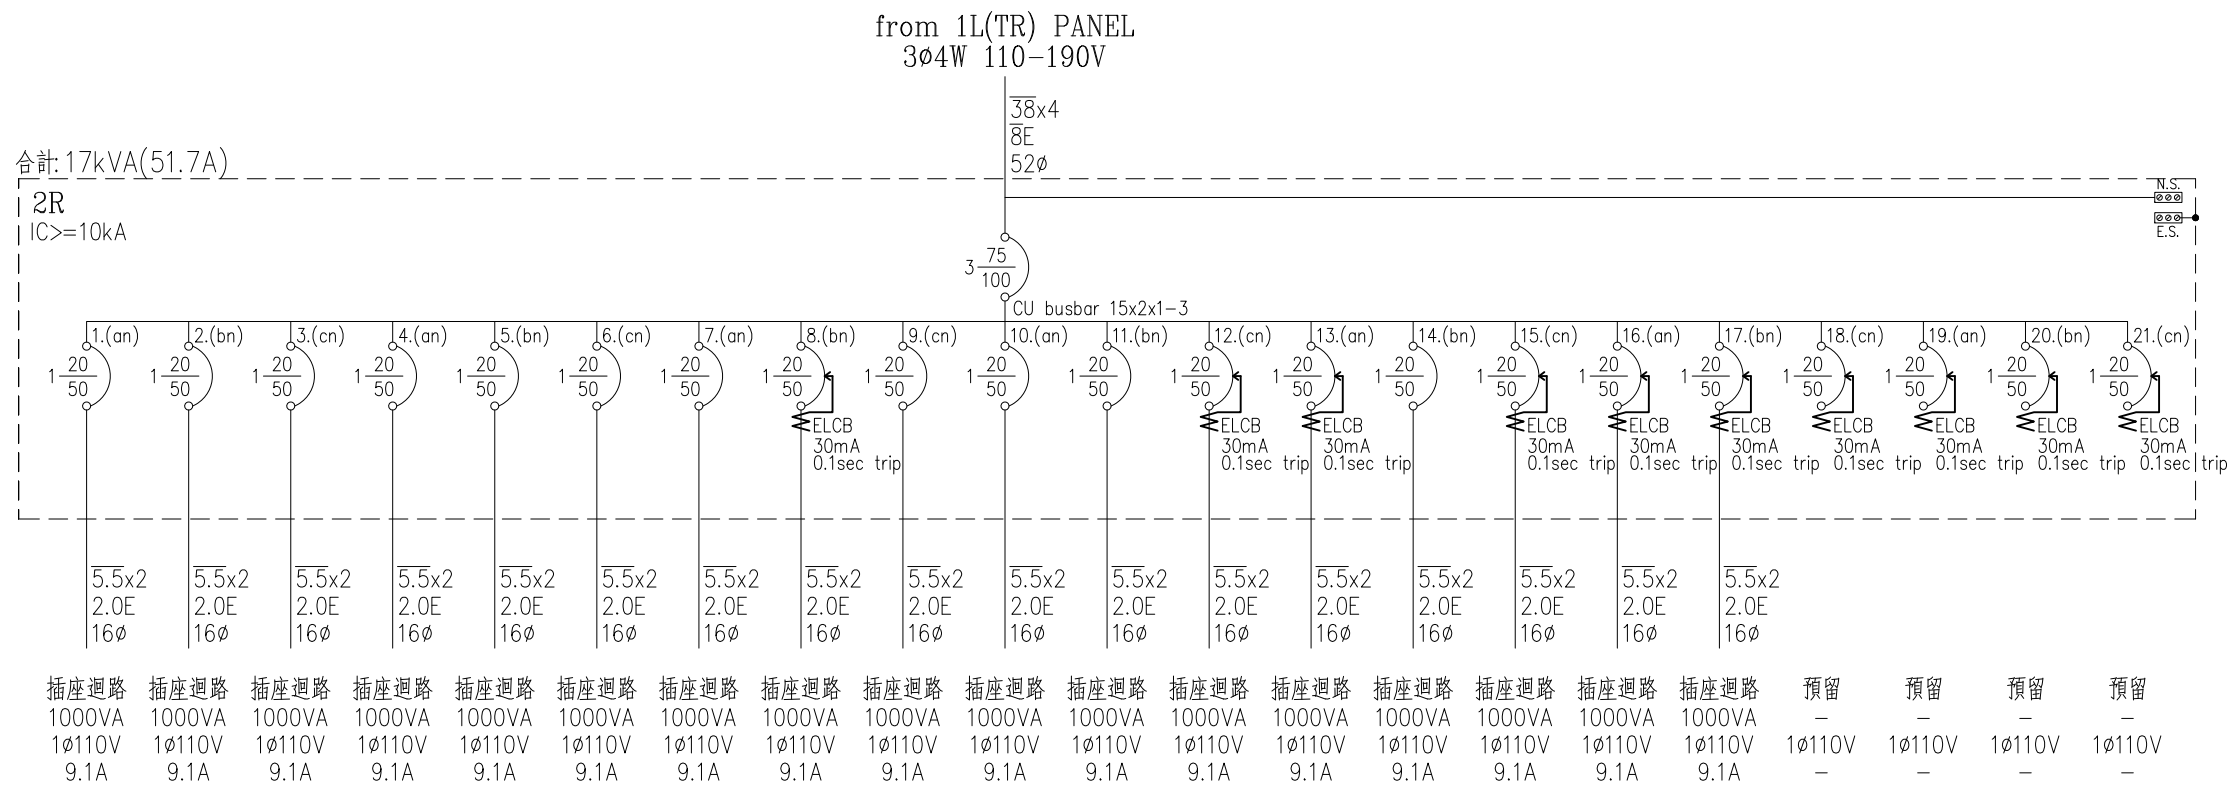 from 1L(TR) PANEL
3ø4W 110-190V
38x4
8E
52ø
合計:17kVA(51.7A)
2R
IC>=10kA
N.S.
E.S.
3 75
100
CU busbar 15x2x1-3
1.(an) 2.(bn) 3.(cn) 4.(an) 5.(bn) 6.(cn) 7.(an) 8.(bn) 9.(cn) 10.(an) 11.(bn) 12.(cn) 13.(an) 14.(bn) 15.(cn) 16.(an) 17.(bn) 18.(cn) 19.(an) 20.(bn) 21.(cn)
20 20 20 20 20 20 20 20 20 20 20 20 20 20 20 20 20 20 20 20 20
1 1 1 1 1 1 1 1 1 1 1 1 1 1 1 1 1 1 1 1 1
50 50 50 50 50 50 50 50 50 50 50 50 50 50 50 50 50 50 50 50 50
ELCB ELCB ELCB ELCB ELCB ELCB ELCB ELCB ELCB ELCB
30mA 30mA 30mA 30mA 30mA 30mA 30mA 30mA 30mA 30mA
0.1sec trip 0.1sec trip 0.1sec trip 0.1sec trip 0.1sec trip 0.1sec trip 0.1sec trip 0.1sec trip 0.1sec trip 0.1sec trip
5.5x2 5.5x2 5.5x2 5.5x2 5.5x2 5.5x2 5.5x2 5.5x2 5.5x2 5.5x2 5.5x2 5.5x2 5.5x2 5.5x2 5.5x2 5.5x2 5.5x2
2.0E 2.0E 2.0E 2.0E 2.0E 2.0E 2.0E 2.0E 2.0E 2.0E 2.0E 2.0E 2.0E 2.0E 2.0E 2.0E 2.0E
16ø 16ø 16ø 16ø 16ø 16ø 16ø 16ø 16ø 16ø 16ø 16ø 16ø 16ø 16ø 16ø 16ø
插座迴路 插座迴路 插座迴路 插座迴路 插座迴路 插座迴路 插座迴路 插座迴路 插座迴路 插座迴路 插座迴路 插座迴路 插座迴路 插座迴路 插座迴路 插座迴路 插座迴路 預留 預留 預留 預留
1000VA 1000VA 1000VA 1000VA 1000VA 1000VA 1000VA 1000VA 1000VA 1000VA 1000VA 1000VA 1000VA 1000VA 1000VA 1000VA 1000VA - - - -
1ø110V 1ø110V 1ø110V 1ø110V 1ø110V 1ø110V 1ø110V 1ø110V 1ø110V 1ø110V 1ø110V 1ø110V 1ø110V 1ø110V 1ø110V 1ø110V 1ø110V 1ø110V 1ø110V 1ø110V 1ø110V
9.1A 9.1A 9.1A 9.1A 9.1A 9.1A 9.1A 9.1A 9.1A 9.1A 9.1A 9.1A 9.1A 9.1A 9.1A 9.1A 9.1A - - - -